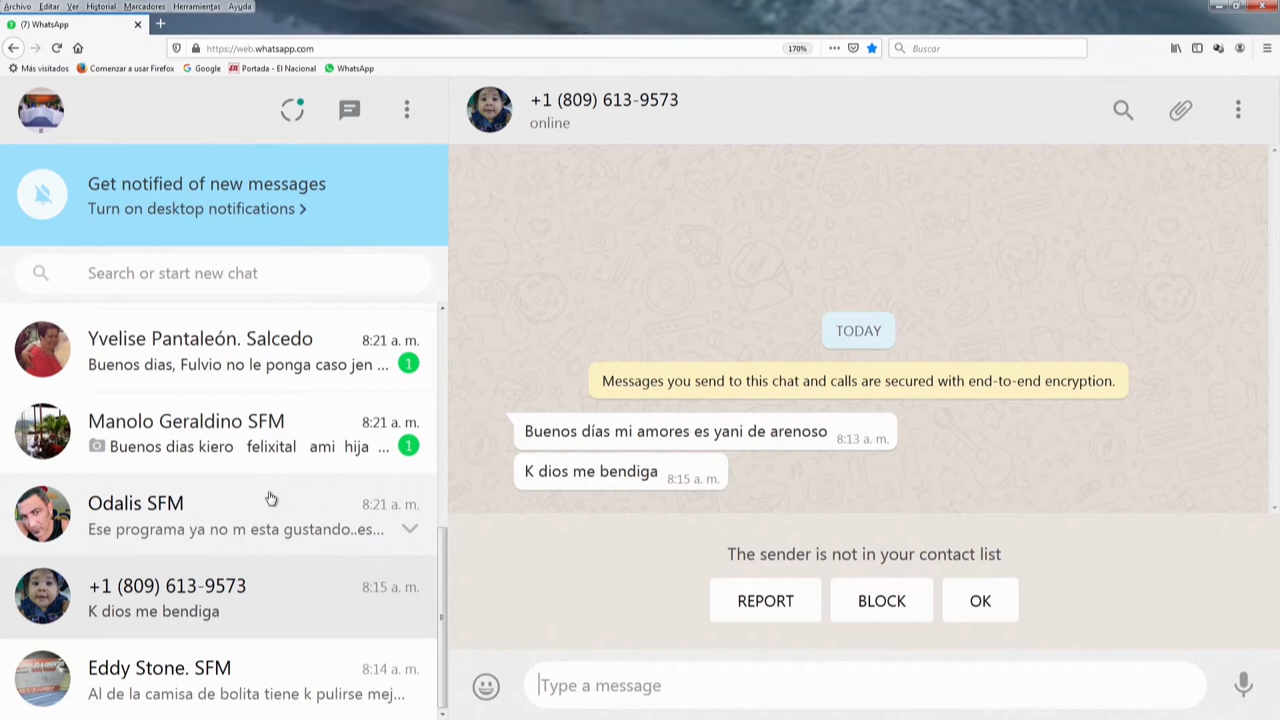 Archivo Editar Ver Historial Marcadores Herramientas Ayuda
(7) WhatsApp
https://web.whatsapp.com
170%
Buscar
Más visitados Comenzar a usar Firefox Google Portada - El Nacional WhatsApp
+1 (809) 613-9573
online
Get notified of new messages
Turn on desktop notifications >
Search or start new chat
Yvelise Pantaleón. Salcedo 8:21 a. m.
Buenos dias, Fulvio no le ponga caso jen ... 1
Manolo Geraldino SFM 8:21 a. m.
Buenos dias kiero felixital ami hija ... 1
Odalis SFM 8:21 a. m.
Ese programa ya no m esta gustando..es...
+1 (809) 613-9573 8:15 a. m.
K dios me bendiga
Eddy Stone. SFM 8:14 a. m.
Al de la camisa de bolita tiene k pulirse mej...
TODAY
Messages you send to this chat and calls are secured with end-to-end encryption.
Buenos días mi amores es yani de arenoso 8:13 a. m.
K dios me bendiga 8:15 a. m.
The sender is not in your contact list
REPORT BLOCK OK
Type a message